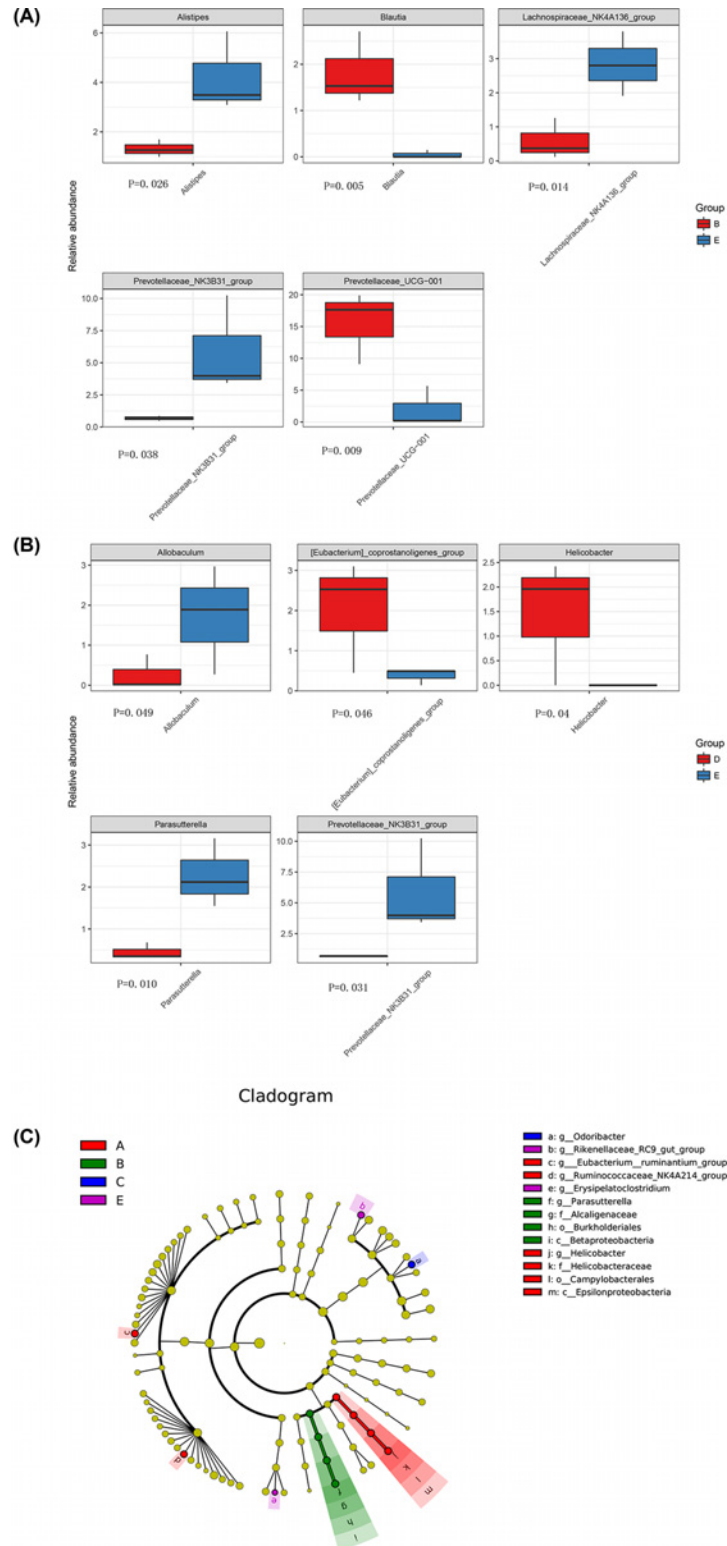 (A)
Alistipes
Blautia
Lachnospiraceae_NK4A136_group
6
4
2
2
1
0
3
2
1
0
P=0.026
P=0.005
P=0.014
Alistipes
Blautia
Lachnospiraceae_NK4A136_group
Relative abundance
Group
B
E
Prevotellaceae_NK3B31_group
Prevotellaceae_UCG-001
10.0
7.5
5.0
2.5
0.0
20
15
10
5
0
P=0.038
P=0.009
Prevotellaceae_NK3B31_group
Prevotellaceae_UCG-001
(B)
Allobaculum
[Eubacterium]_coprostanoligenes_group
Helicobacter
3
2
1
0
3
2
1
0
2.5
2.0
1.5
1.0
0.5
0.0
P=0.049
P=0.046
P=0.04
Allobaculum
[Eubacterium]_coprostanoligenes_group
Helicobacter
Relative abundance
Group
D
E
Parasutterella
Prevotellaceae_NK3B31_group
3
2
1
10.0
7.5
5.0
2.5
P=0.010
P=0.031
Parasutterella
Prevotellaceae_NK3B31_group
Cladogram
(C)
A
B
C
E
a: g__Odoribacter
b: g__Rikenellaceae_RC9_gut_group
c: g___Eubacterium__ruminantium_group
d: g__Ruminococcaceae_NK4A214_group
e: g__Erysipelatoclostridium
f: g__Parasutterella
g: f__Alcaligenaceae
h: o__Burkholderiales
i: c__Betaproteobacteria
j: g__Helicobacter
k: f__Helicobacteraceae
l: o__Campylobacterales
m: c__Epsilonproteobacteria
b
a
c
d
e
f
g
h
i
j
k
l
m